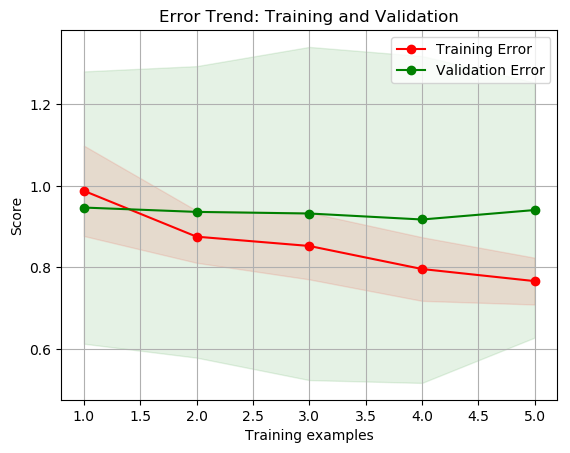 Error Trend: Training and Validation
Training Error
Validation Error
Score
1.2
1.0
0.8
0.6
1.0 1.5 2.0 2.5 3.0 3.5 4.0 4.5 5.0
Training examples